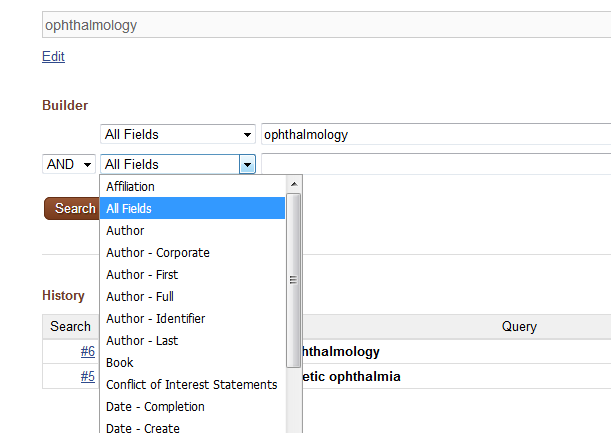 ophthalmology
Edit
Builder
All Fields ophthalmology
AND All Fields
Affiliation
All Fields
Search
Author
Author - Corporate
Author - First
Author - Full
History
Author - Identifier
Search Query
Author - Last
#6 hthalmology
Book
#5 etic ophthalmia
Conflict of Interest Statements
Date - Completion
Date - Create